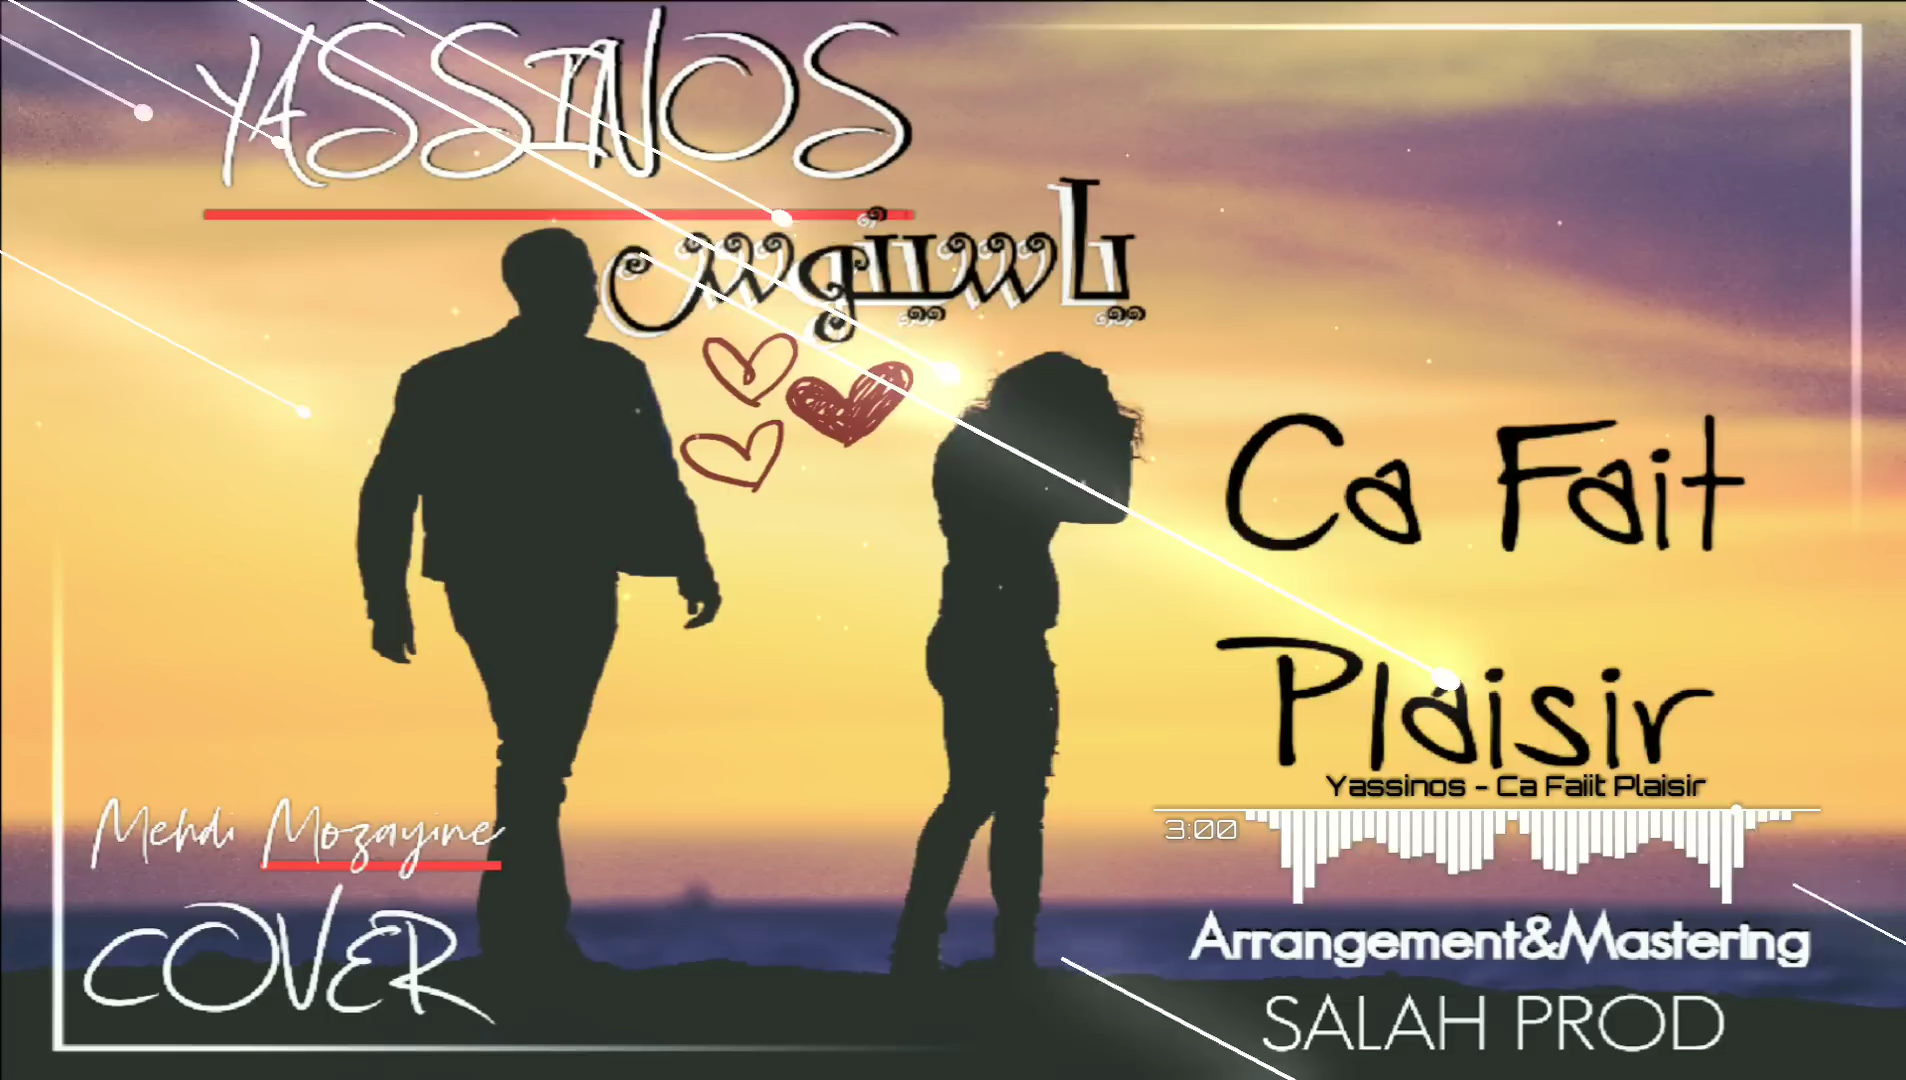 YASSINOS
ياسينوس
Ca Fait
Plaisir
Yassinos - Ca Faiit Plaisir
3:00
Mehdi Mozayine
COVER
Arrangement&Mastering
SALAH PROD